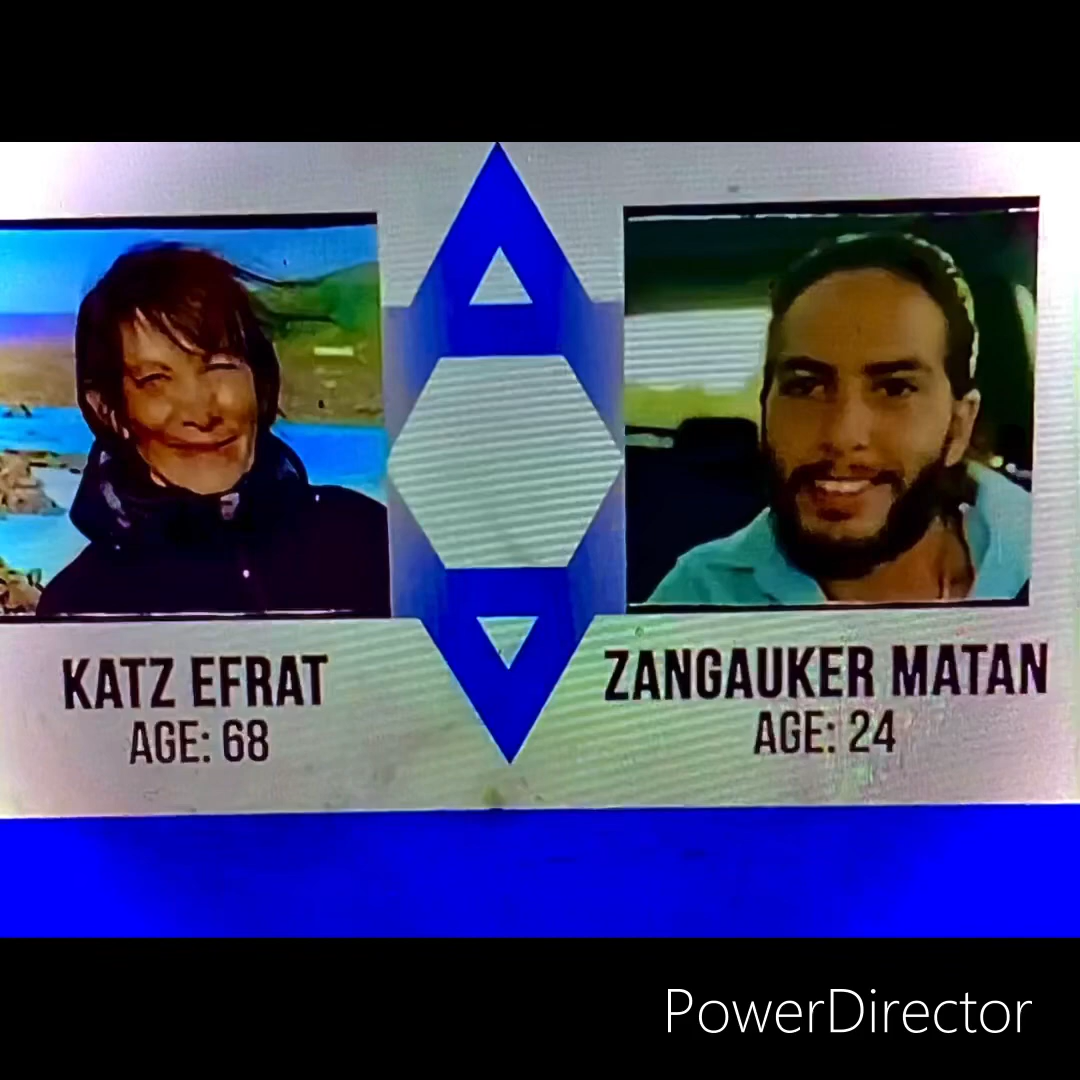 KATZ EFRAT
AGE: 68
ZANGAUKER MATAN
AGE: 24
PowerDirector